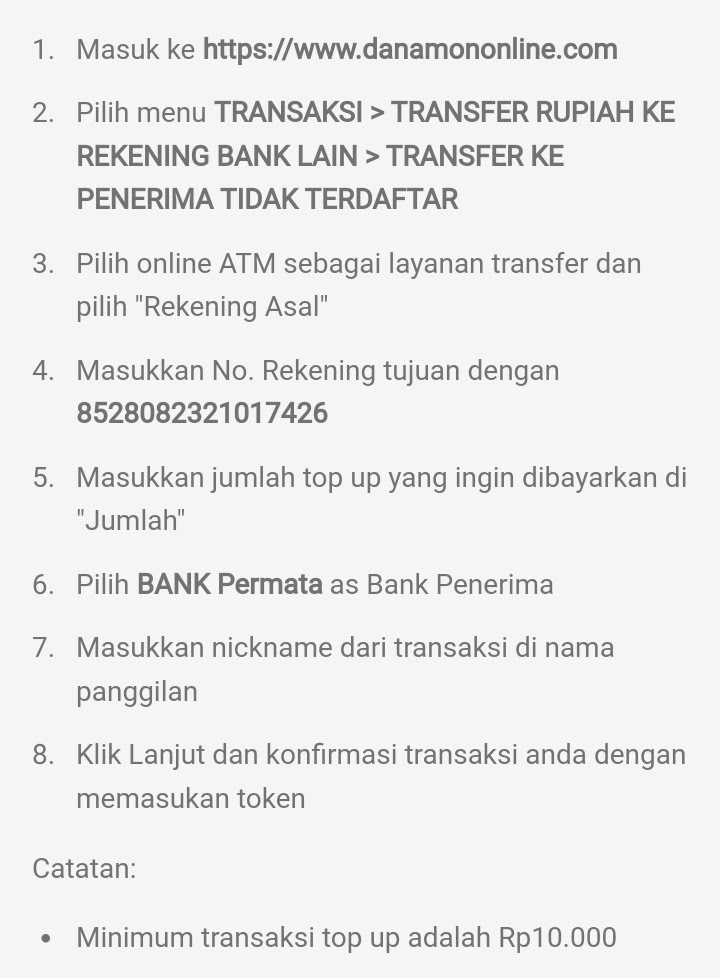 1. Masuk ke https://www.danamononline.com
2. Pilih menu TRANSAKSI > TRANSFER RUPIAH KE
REKENING BANK LAIN > TRANSFER KE
PENERIMA TIDAK TERDAFTAR
3. Pilih online ATM sebagai layanan transfer dan
pilih "Rekening Asal"
4. Masukkan No. Rekening tujuan dengan
8528082321017426
5. Masukkan jumlah top up yang ingin dibayarkan di
"Jumlah"
6. Pilih BANK Permata as Bank Penerima
7. Masukkan nickname dari transaksi di nama
panggilan
8. Klik Lanjut dan konfirmasi transaksi anda dengan
memasukan token
Catatan:
• Minimum transaksi top up adalah Rp10.000